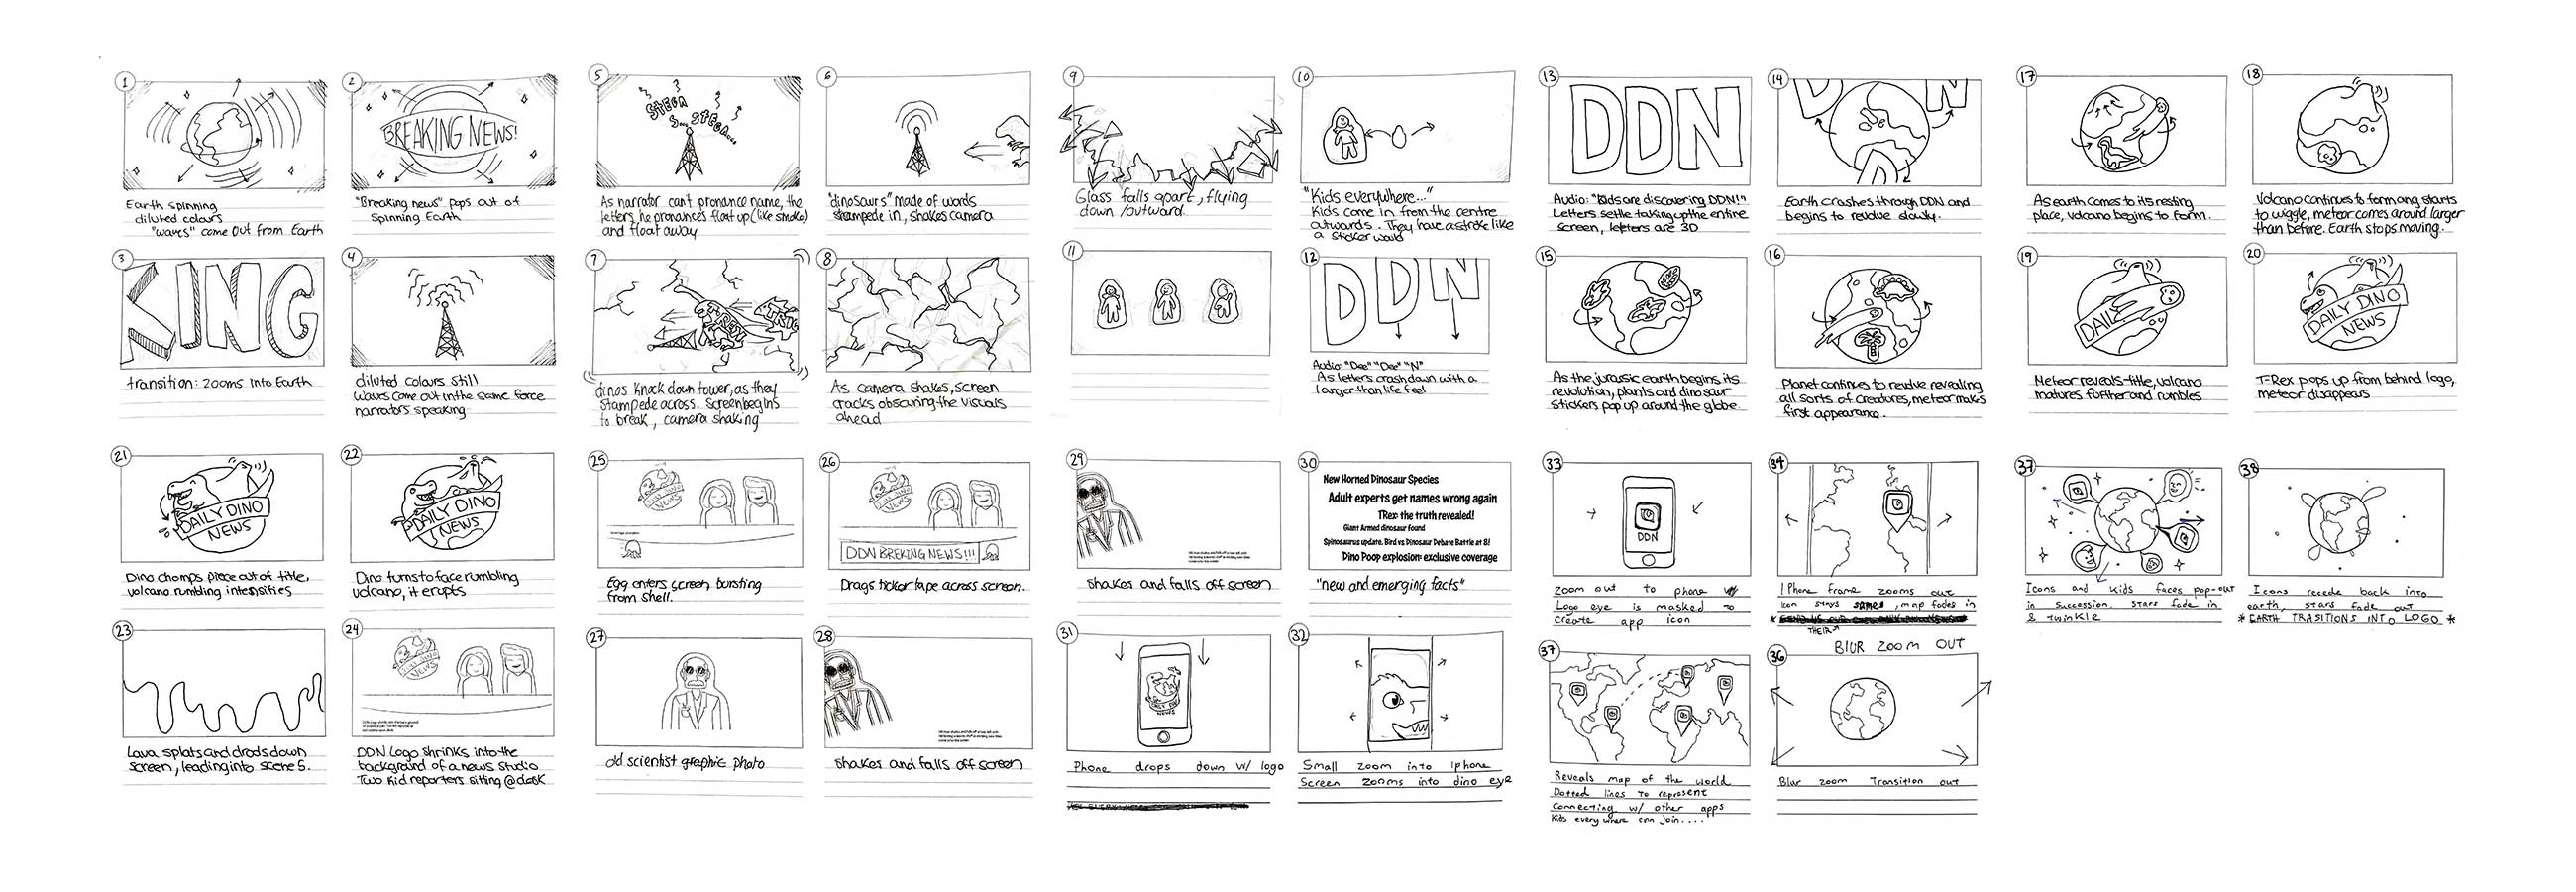 1
Earth spinning
diluted colours
"waves" come out from Earth
2
BREAKING NEWS!
"Breaking news" pops out of
spinning Earth
3
KING
transition: zooms into Earth
4
diluted colours still
waves come out in the same force
narrators speaking
5
STEGA
S... STEGA...
As narrator can't pronounce name, the
letters he pronounces float up (like smoke)
and float away
6
"dinosaurs" made of words
stampede in, shakes camera
7
T-REX TRIC
dinos knock down tower, as they
stampede across. Screen begins
to break, camera shaking
8
As camera shakes, screen
cracks obscuring the visuals
ahead
9
Glass falls apart, flying
down/outward.
10
"Kids everywhere..."
Kids come in from the centre
outwards. They have a stroke like
a sticker would
11
12
DDN
Audio: "Dee" "Dee" "N"
As letters crash down with a
larger than life feel
13
DDN
Audio: "Kids are discovering DDN!"
Letters settle taking up the entire
screen, letters are 3D
14
D D N
Earth crashes through DDN and
begins to revolve slowly.
15
As the jurassic earth begins its
revolution, plants and dinosaur
stickers pop up around the globe.
16
Planet continues to revolve revealing
all sorts of creatures, meteor makes
first appearance.
17
As earth comes to its resting
place, volcano begins to form.
18
Volcano continues to form and starts
to wiggle, meteor comes around larger
than before. Earth stops moving.
19
DAILY
Meteor reveals title, volcano
matures further and rumbles
20
DAILY DINO
NEWS
T-Rex pops up from behind logo,
meteor disappears
21
DAILY DINO
NEWS
Dino chomps piece out of title,
volcano rumbling intensifies
22
DAILY DINO
NEWS
Dino turns to face rumbling
volcano, it erupts
23
Lava splats and drods down
screen, leading into scene 5.
24
DDN Logo shrinks into the
background of a news studio
Two kid reporters sitting @ desk
25
Egg enters screen, bursting
from shell.
26
DDN BREKING NEWS!!!
Drags ticker tape across screen.
27
old scientist graphic photo
28
shakes and falls off screen
29
shakes and falls off screen
30
New Horned Dinosaur Species
Adult experts get names wrong again
TRex: the truth revealed!
Giant Armed dinosaur found
Spinosaurus update. Bird vs Dinosaur Debate Battle at 8!
Dino Poop explosion: exclusive coverage
"new and emerging facts"
31
Phone drops down w/ logo
32
Small zoom into Iphone
Screen zooms into dino eye
33
DDN
zoom out to phone w/
Logo eye is masked to
create app icon
34
IPhone frame zooms out
icon stays same, map fades in
THEIR
37
Reveals map of the world
Dotted lines to represent
Connecting w/ other apps
Kids everywhere can join....
36
BLUR ZOOM OUT
Blur zoom Transition out
37
Icons and kids faces pop-out
in succession. stars fade in
& twinkle
38
Icons recede back into
earth, stars fade out
* EARTH TRASITIONS INTO LOGO *